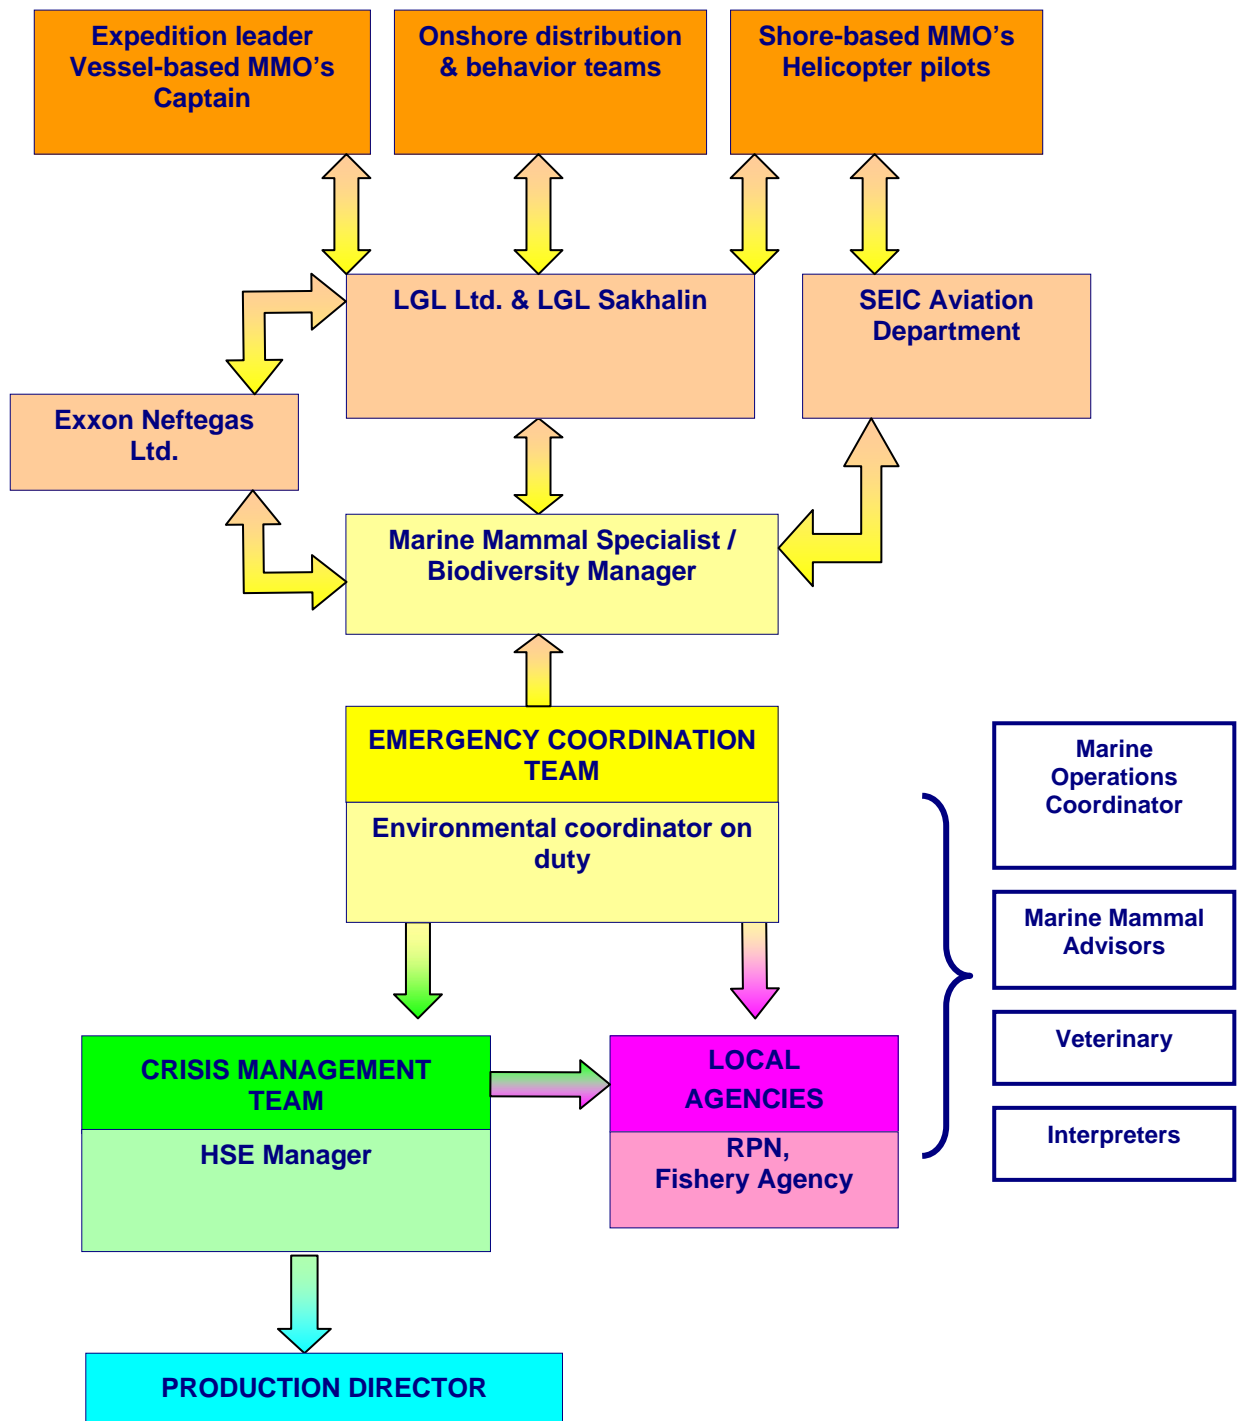 Expedition leader
Vessel-based MMO's
Captain
Onshore distribution
& behavior teams
Shore-based MMO's
Helicopter pilots
LGL Ltd. & LGL Sakhalin
SEIC Aviation
Department
Exxon Neftegas
Ltd.
Marine Mammal Specialist /
Biodiversity Manager
EMERGENCY COORDINATION
TEAM
Environmental coordinator on
duty
Marine
Operations
Coordinator
Marine Mammal
Advisors
Veterinary
Interpreters
CRISIS MANAGEMENT
TEAM
HSE Manager
LOCAL
AGENCIES
RPN,
Fishery Agency
PRODUCTION DIRECTOR